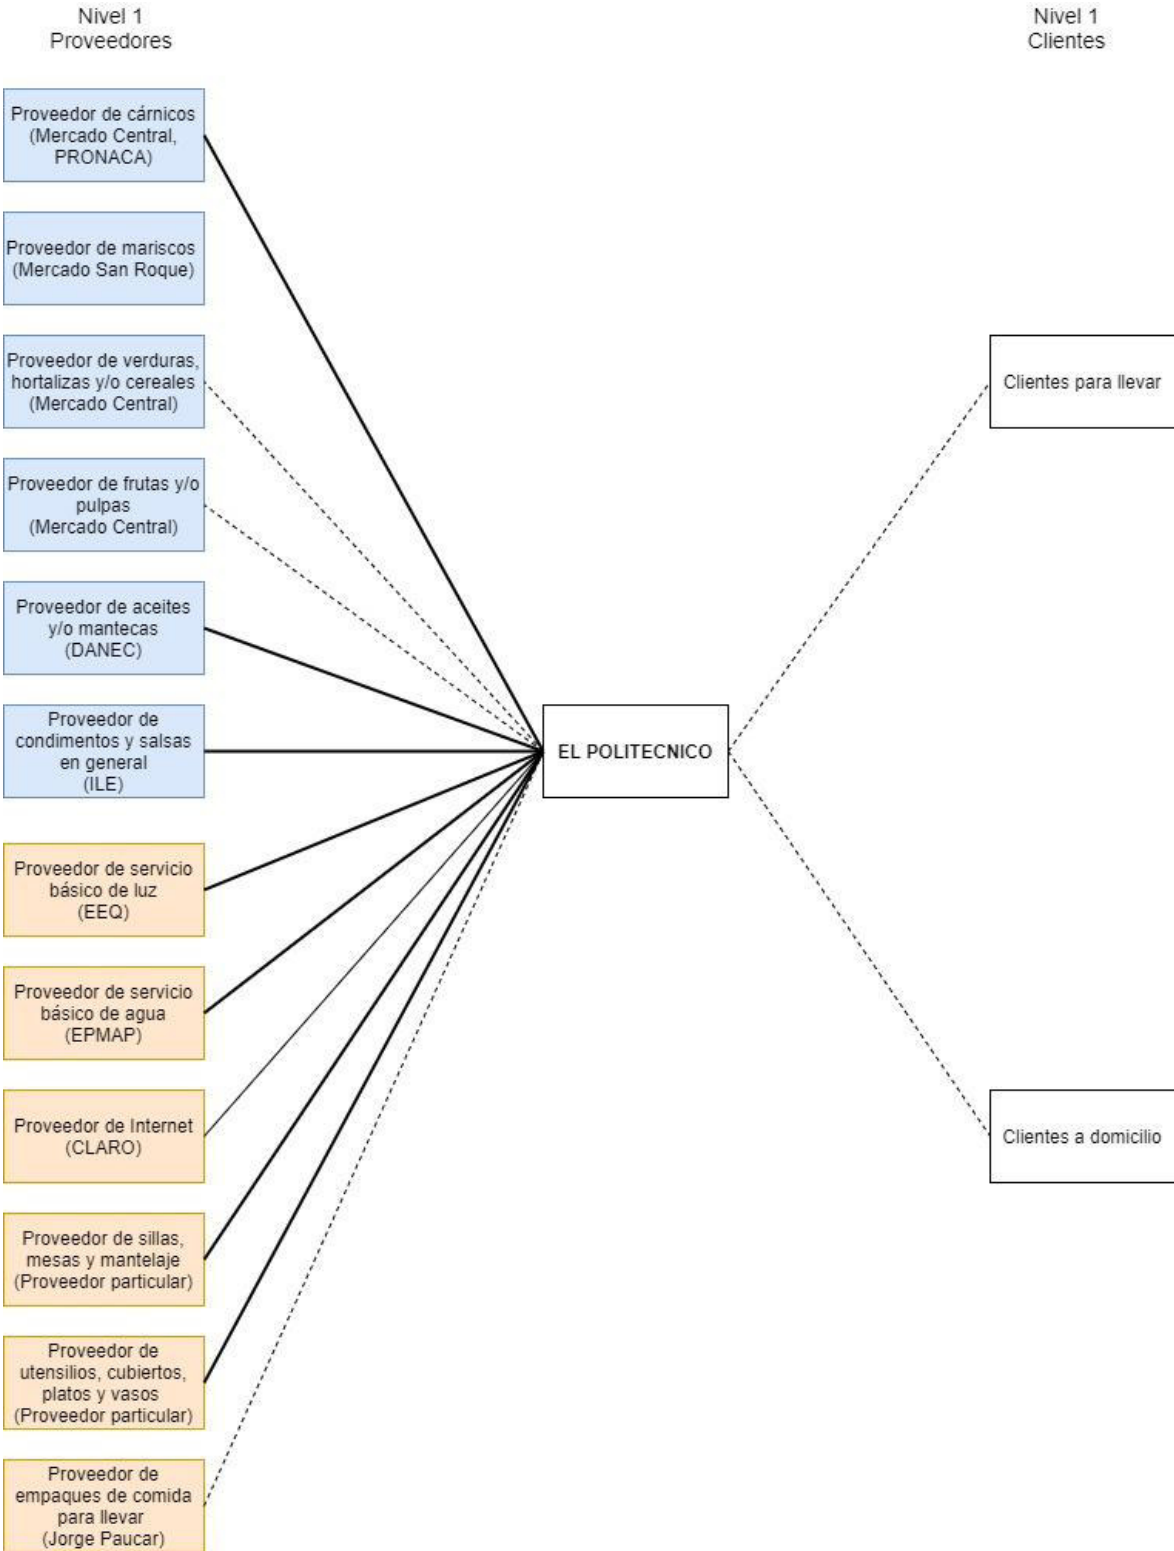 Nivel 1
Proveedores
Nivel 1
Clientes
Proveedor de cárnicos
(Mercado Central,
PRONACA)
Proveedor de mariscos
(Mercado San Roque)
Proveedor de verduras,
hortalizas y/o cereales
(Mercado Central)
Clientes para llevar
Proveedor de frutas y/o
pulpas
(Mercado Central)
Proveedor de aceites
y/o mantecas
(DANEC)
Proveedor de
condimentos y salsas
en general
(ILE)
EL POLITECNICO
Proveedor de servicio
básico de luz
(EEQ)
Proveedor de servicio
básico de agua
(EPMAP)
Proveedor de Internet
(CLARO)
Clientes a domicilio
Proveedor de sillas,
mesas y mantelaje
(Proveedor particular)
Proveedor de
utensilios, cubiertos,
platos y vasos
(Proveedor particular)
Proveedor de
empaques de comida
para llevar
(Jorge Paucar)